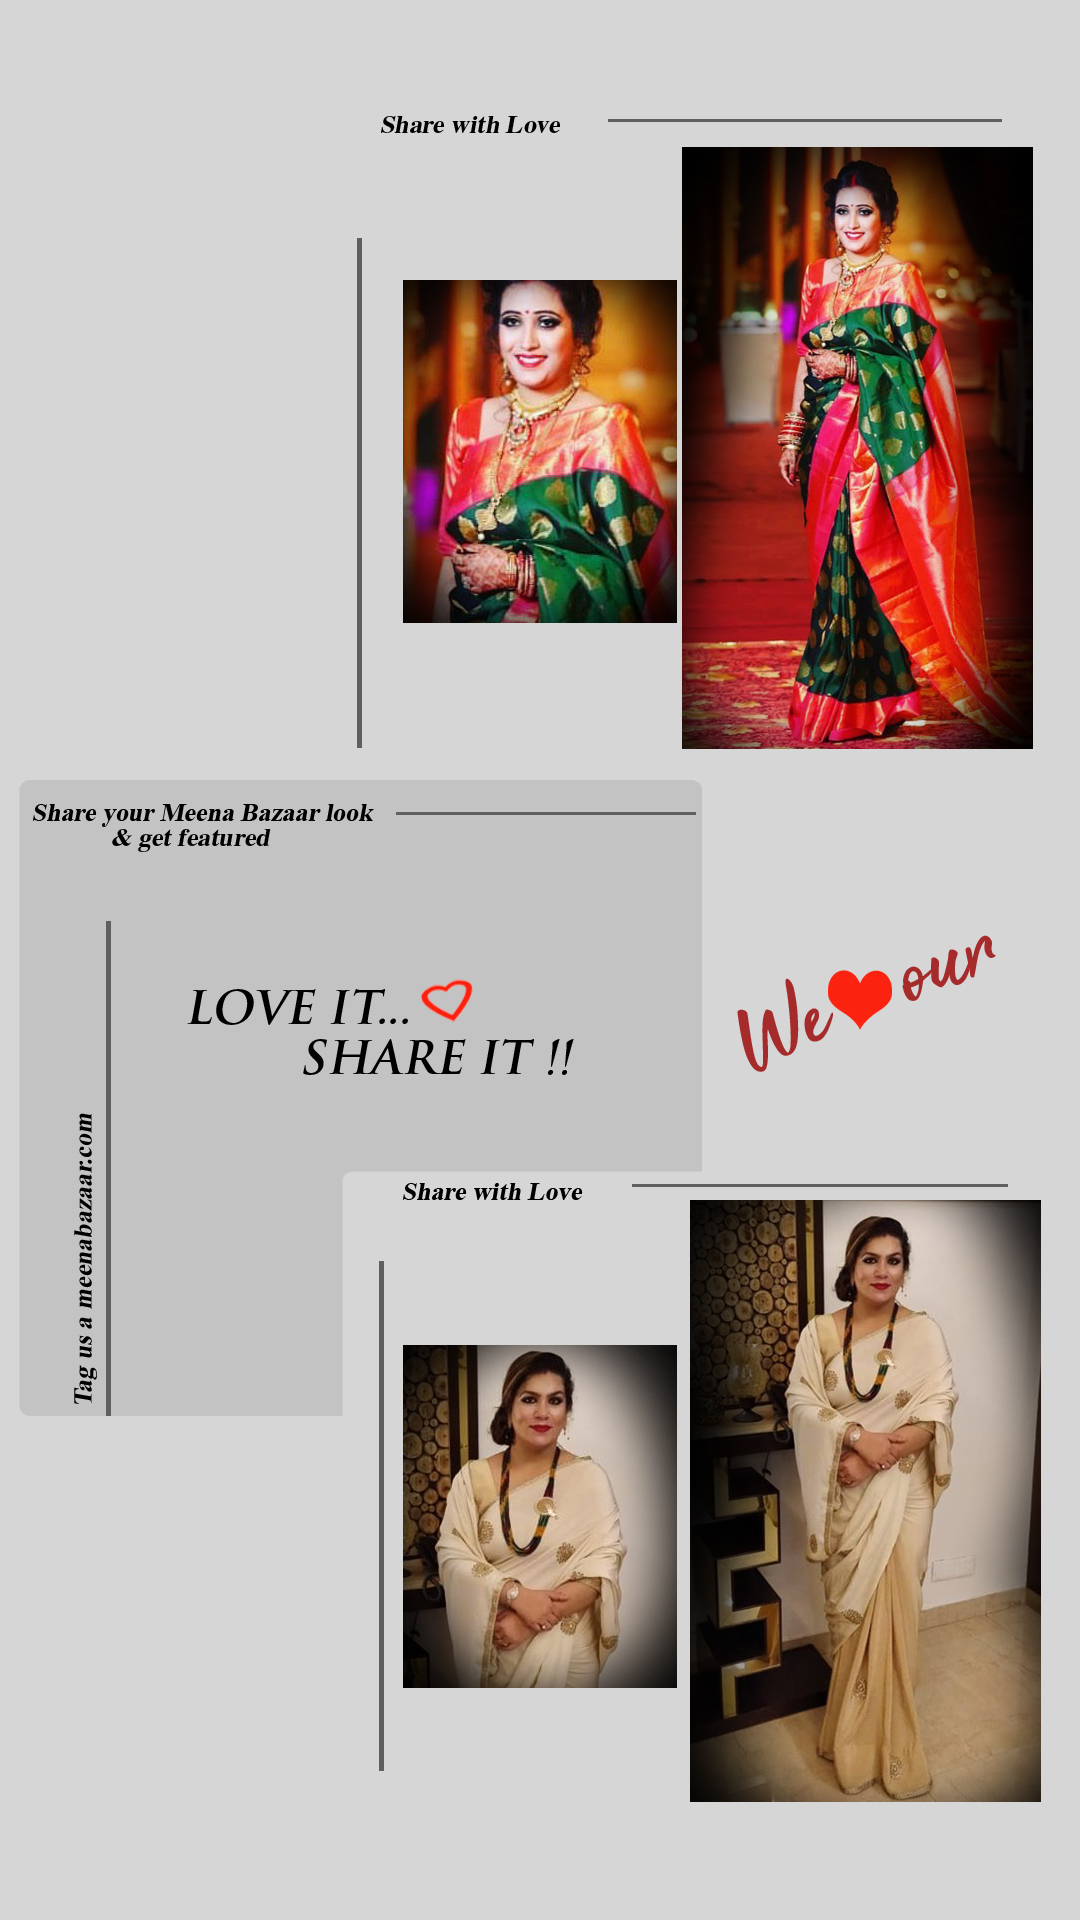 Share with Love
Share your Meena Bazaar look
& get featured
We ❤ our
LOVE IT...
SHARE IT !!
Tag us a meenabazaar.com
Share with Love